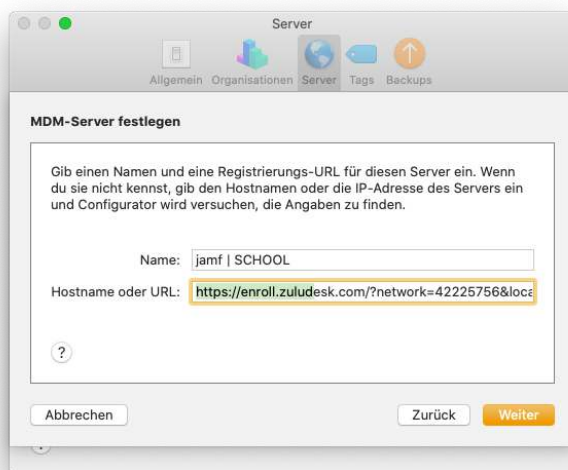 Server
Allgemein Organisationen Server Tags Backups
MDM-Server festlegen
Gib einen Namen und eine Registrierungs-URL für diesen Server ein. Wenn
du sie nicht kennst, gib den Hostnamen oder die IP-Adresse des Servers ein
und Configurator wird versuchen, die Angaben zu finden.
Name: jamf | SCHOOL
Hostname oder URL: https://enroll.zuludesk.com/?network=42225756&loca
?
Abbrechen Zurück Weiter